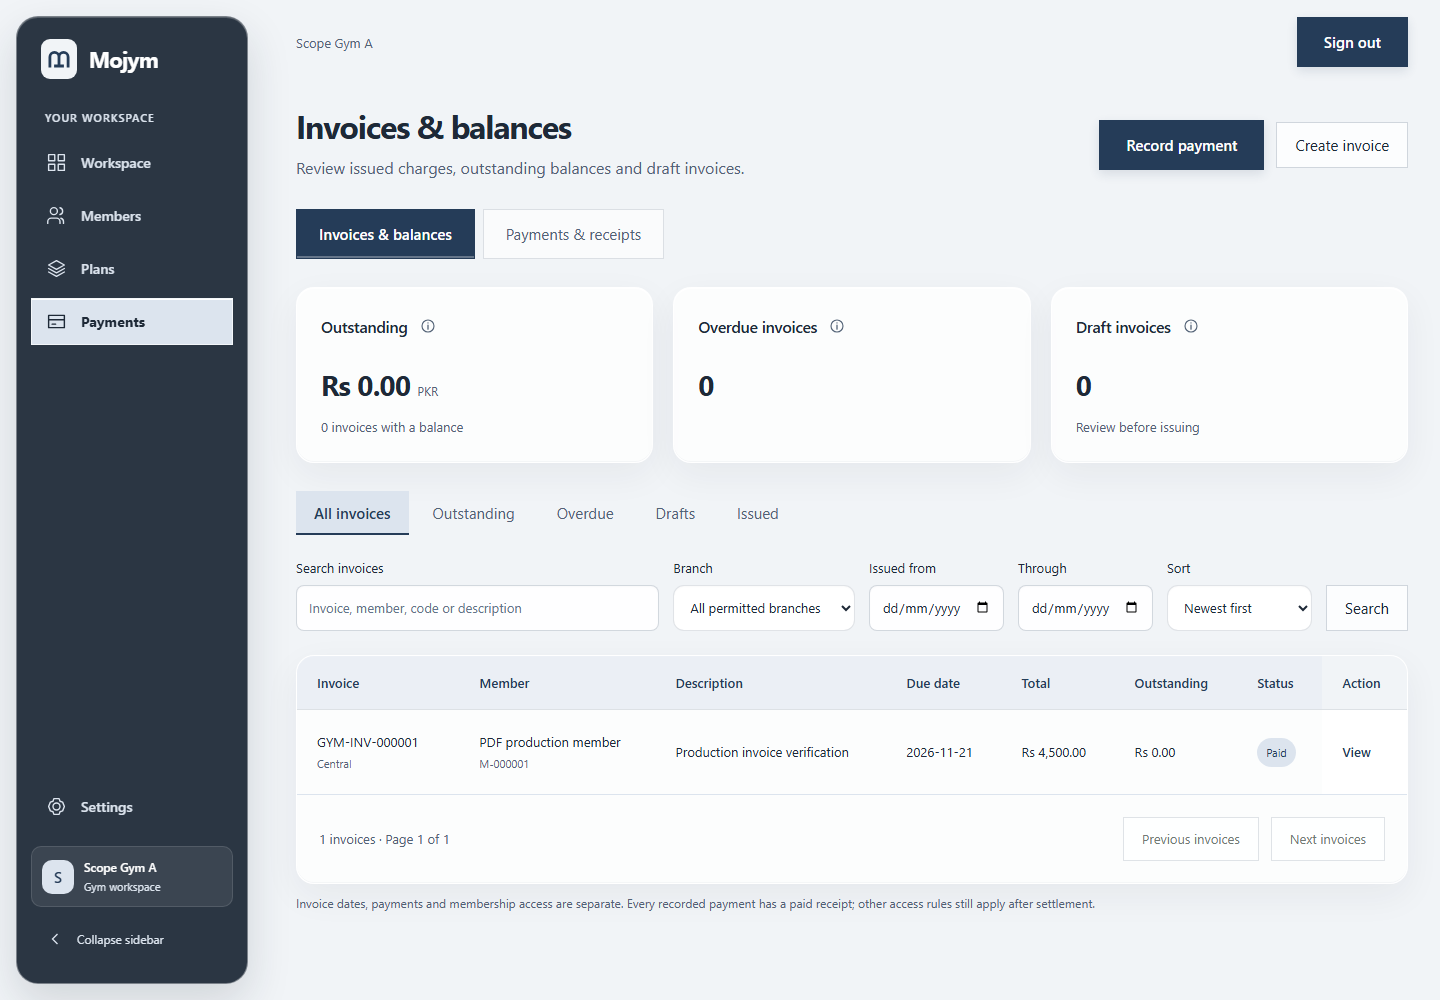 Mojym
YOUR WORKSPACE
Workspace
Members
Plans
Payments
Settings
S
Scope Gym A
Gym workspace
Collapse sidebar
Scope Gym A
Sign out
Invoices & balances
Review issued charges, outstanding balances and draft invoices.
Record payment
Create invoice
Invoices & balances
Payments & receipts
Outstanding
Rs 0.00 PKR
0 invoices with a balance
Overdue invoices
0
Draft invoices
0
Review before issuing
All invoices
Outstanding
Overdue
Drafts
Issued
Search invoices
Invoice, member, code or description
Branch
All permitted branches
Issued from
dd/mm/yyyy
Through
dd/mm/yyyy
Sort
Newest first
Search
Invoice Member Description Due date Total Outstanding Status Action
GYM-INV-000001 PDF production member Production invoice verification 2026-11-21 Rs 4,500.00 Rs 0.00 Paid View
Central M-000001
1 invoices · Page 1 of 1
Previous invoices
Next invoices
Invoice dates, payments and membership access are separate. Every recorded payment has a paid receipt; other access rules still apply after settlement.